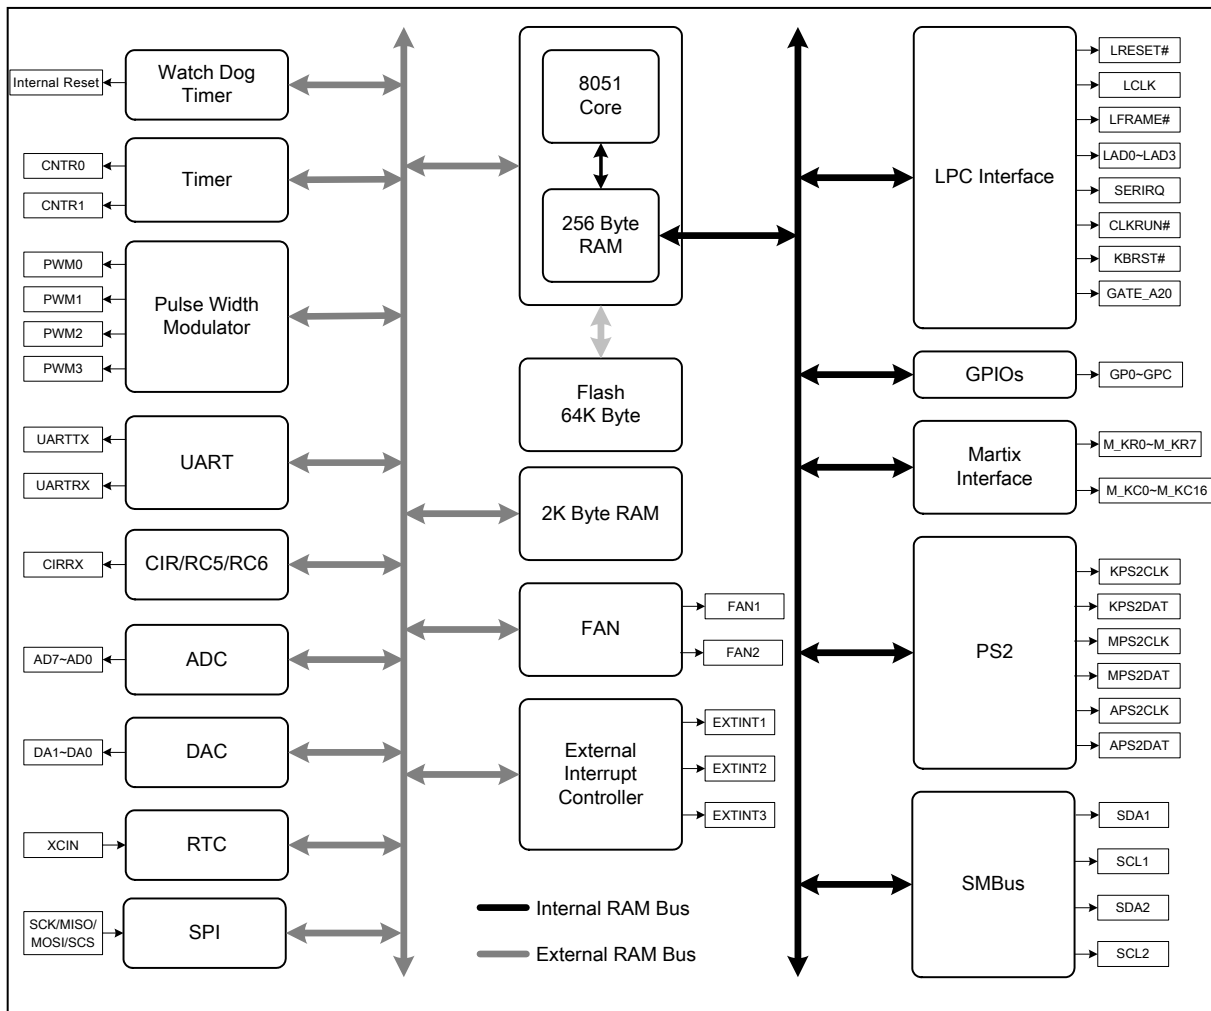 Internal Reset
Watch Dog
Timer
CNTR0
CNTR1
Timer
PWM0
PWM1
PWM2
PWM3
Pulse Width
Modulator
UARTTX
UARTRX
UART
CIRRX
CIR/RC5/RC6
AD7~AD0
ADC
DA1~DA0
DAC
XCIN
RTC
SCK/MISO/
MOSI/SCS
SPI
8051
Core
256 Byte
RAM
Flash
64K Byte
2K Byte RAM
FAN
FAN1
FAN2
External
Interrupt
Controller
EXTINT1
EXTINT2
EXTINT3
Internal RAM Bus
External RAM Bus
LPC Interface
LRESET#
LCLK
LFRAME#
LAD0~LAD3
SERIRQ
CLKRUN#
KBRST#
GATE_A20
GPIOs
GP0~GPC
Martix
Interface
M_KR0~M_KR7
M_KC0~M_KC16
PS2
KPS2CLK
KPS2DAT
MPS2CLK
MPS2DAT
APS2CLK
APS2DAT
SMBus
SDA1
SCL1
SDA2
SCL2